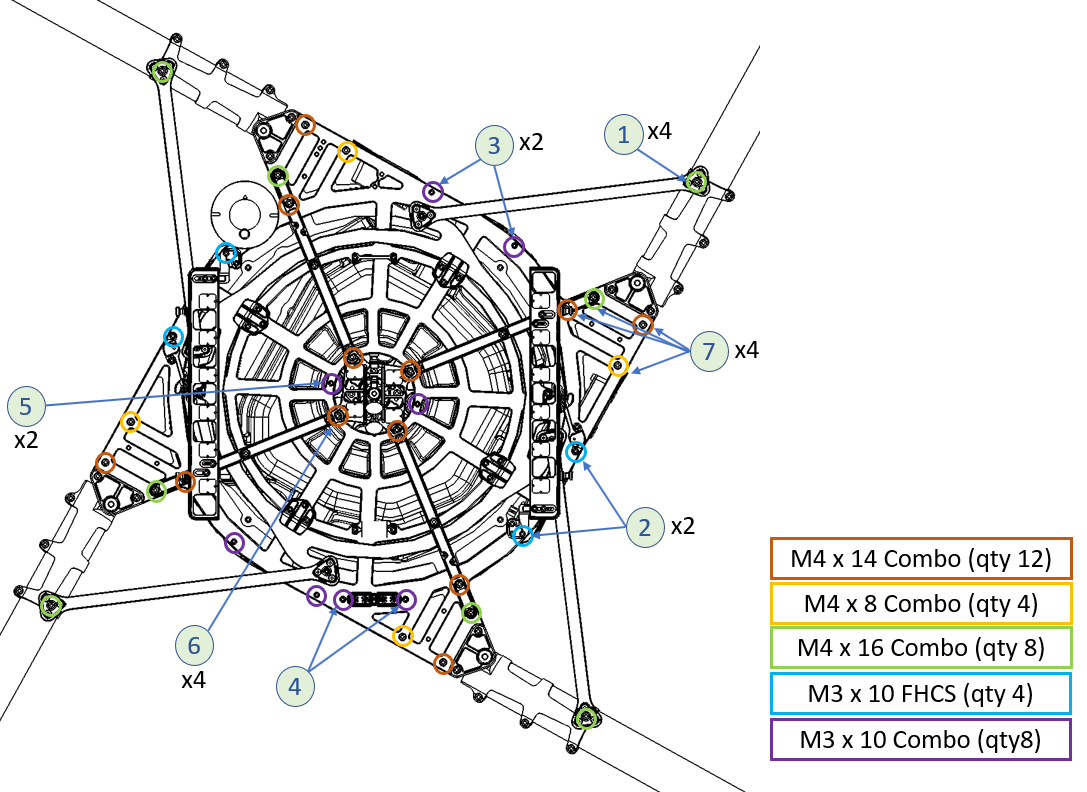 1 x4
3 x2
7 x4
5
x2
2 x2
6
x4
4
M4 x 14 Combo (qty 12)
M4 x 8 Combo (qty 4)
M4 x 16 Combo (qty 8)
M3 x 10 FHCS (qty 4)
M3 x 10 Combo (qty8)